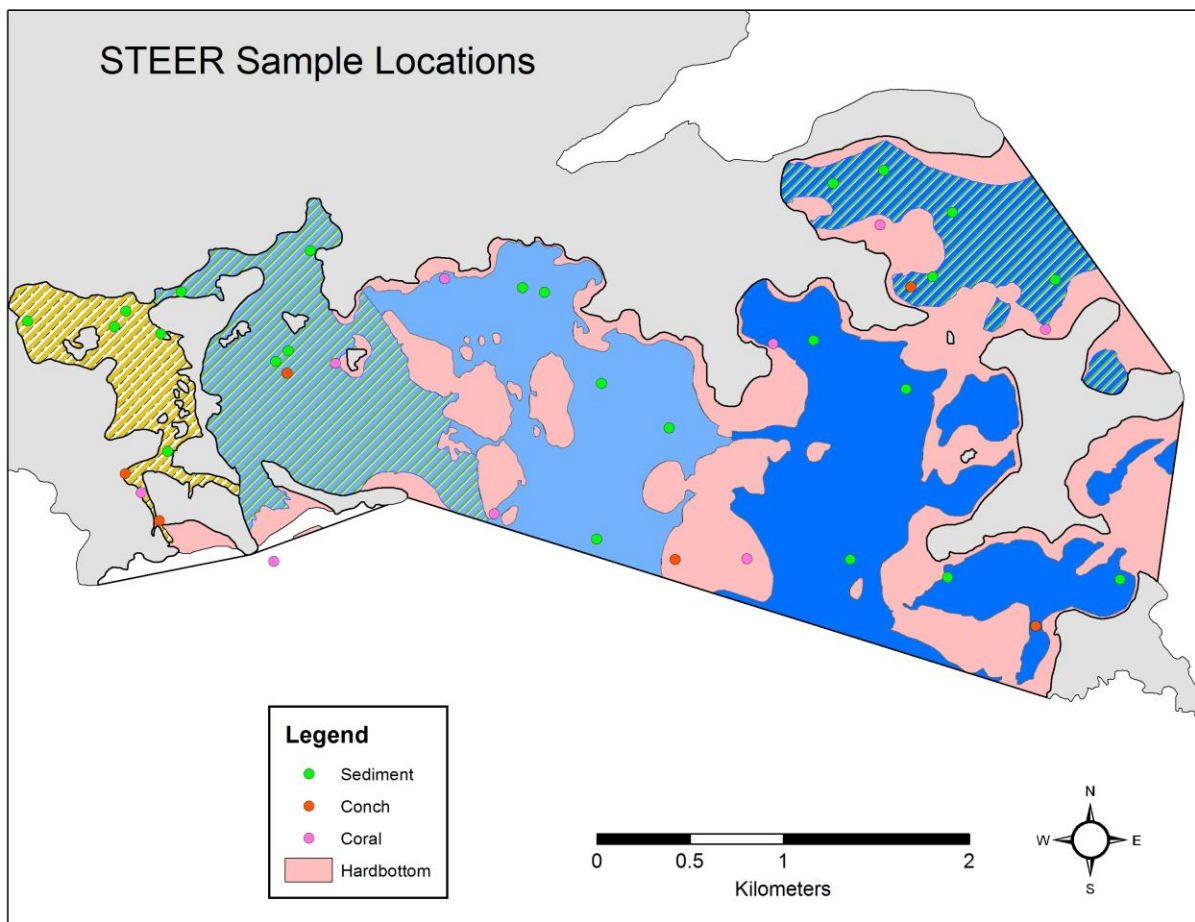 STEER Sample Locations
Legend
Sediment
Conch
Coral
Hardbottom
N
W E
S
0 0.5 1 2
Kilometers